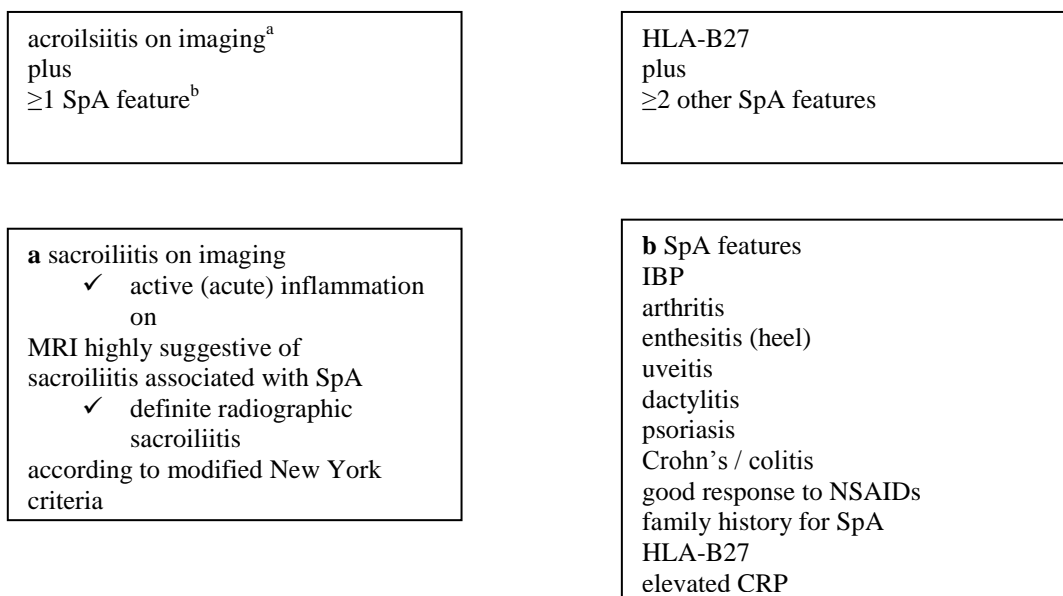 acroilsiitis on imaginga
plus
≥1 SpA featureb
HLA-B27
plus
≥2 other SpA features
a sacroiliitis on imaging
✓ active (acute) inflammation
on
MRI highly suggestive of
sacroiliitis associated with SpA
✓ definite radiographic
sacroiliitis
according to modified New York
criteria
b SpA features
IBP
arthritis
enthesitis (heel)
uveitis
dactylitis
psoriasis
Crohn's / colitis
good response to NSAIDs
family history for SpA
HLA-B27
elevated CRP